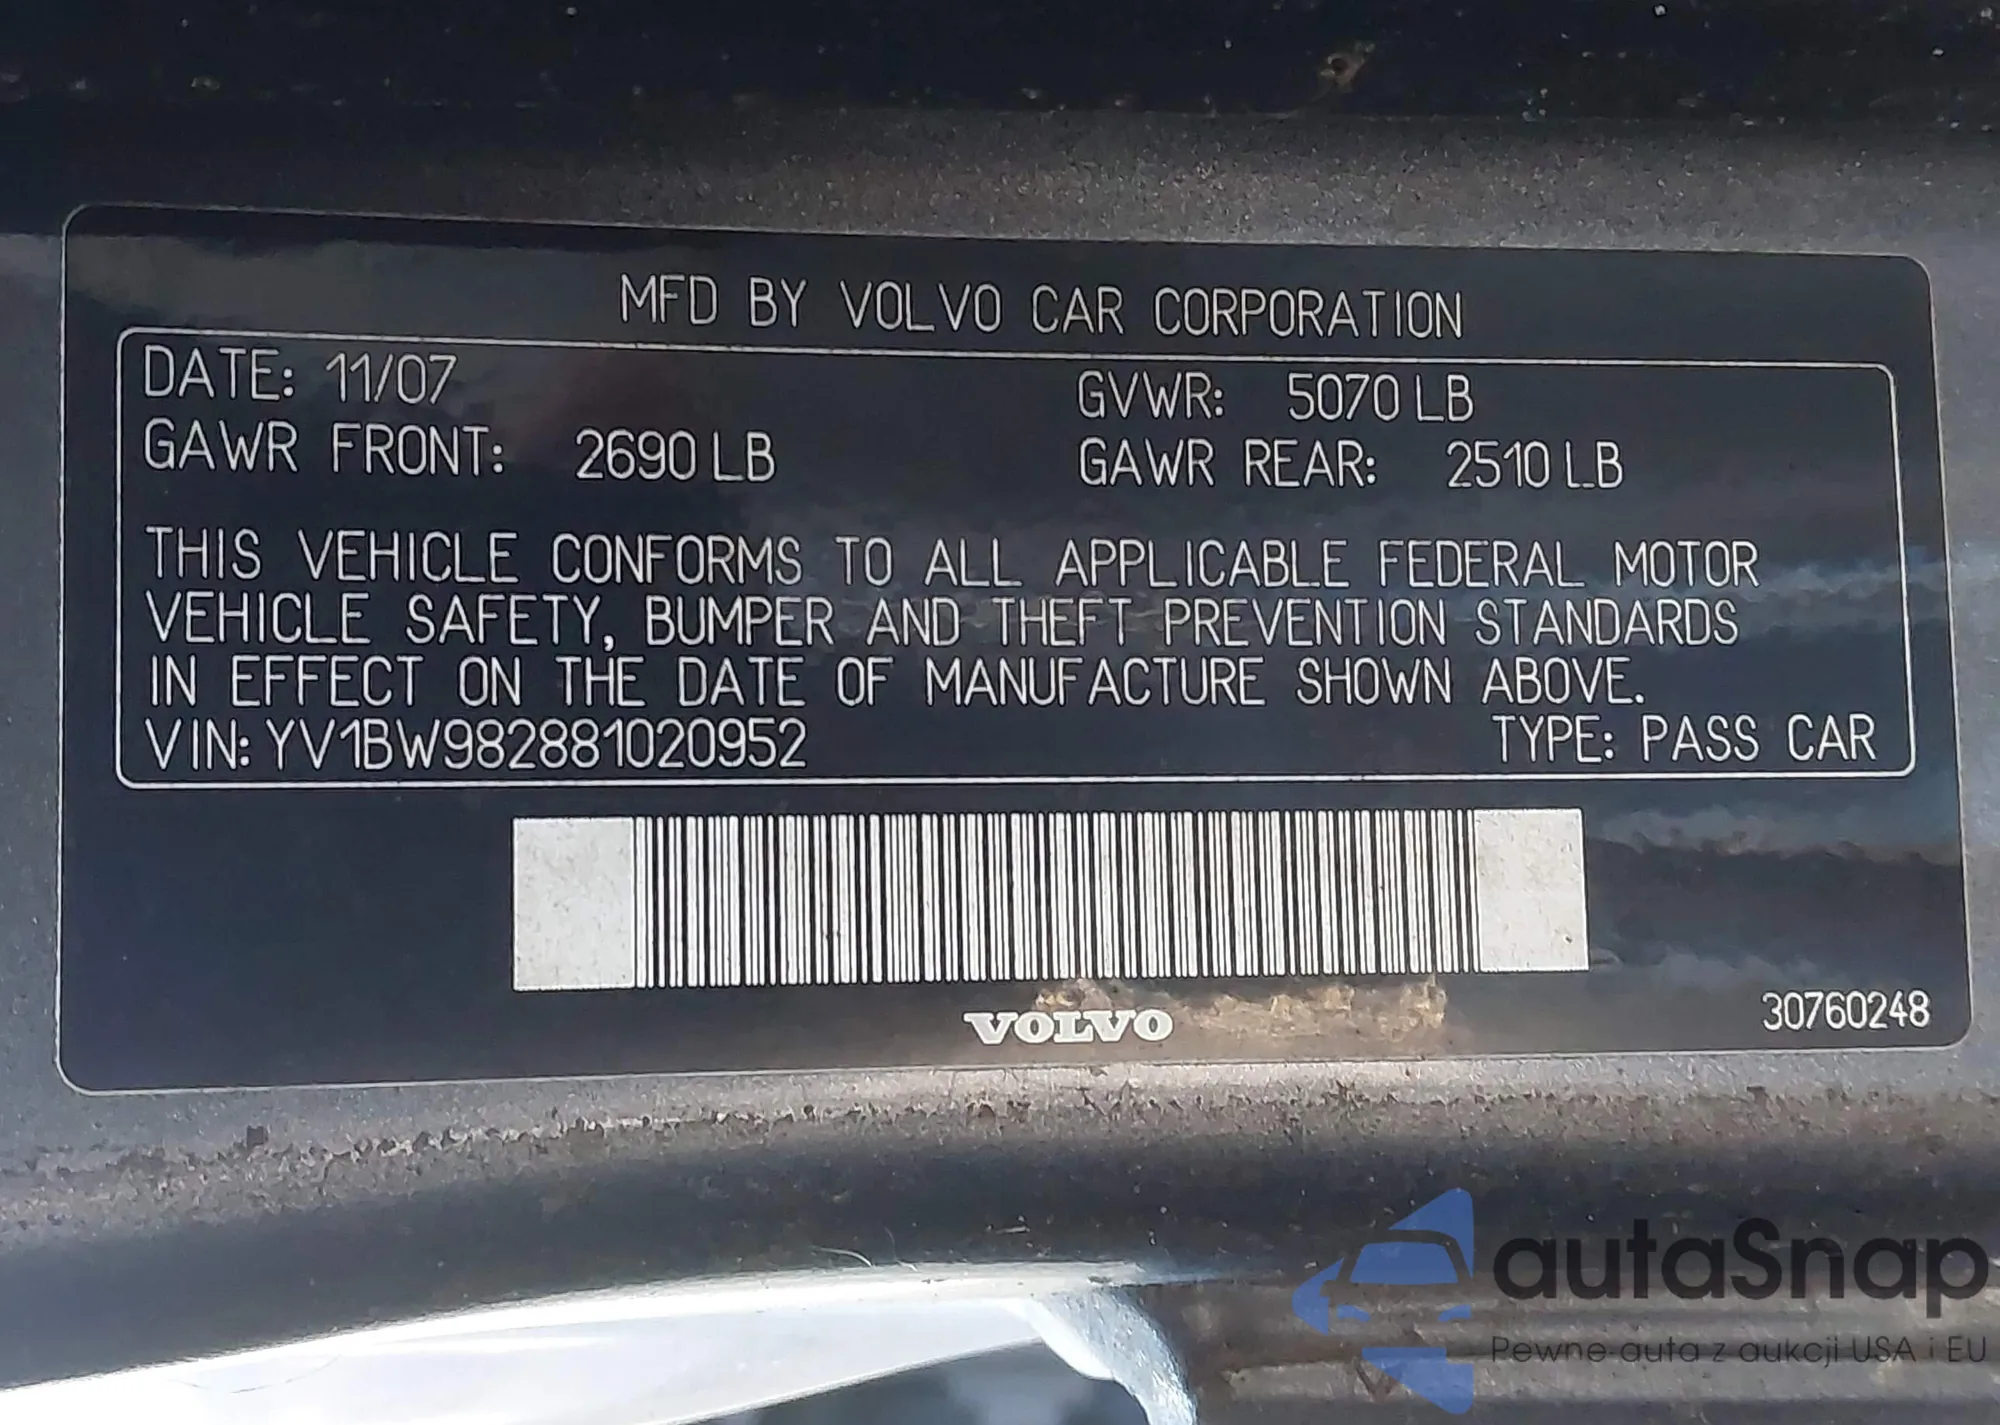 MFD BY VOLVO CAR CORPORATION
DATE: 11/07 GVWR: 5070 LB
GAWR FRONT: 2690 LB GAWR REAR: 2510 LB
THIS VEHICLE CONFORMS TO ALL APPLICABLE FEDERAL MOTOR
VEHICLE SAFETY, BUMPER AND THEFT PREVENTION STANDARDS
IN EFFECT ON THE DATE OF MANUFACTURE SHOWN ABOVE.
VIN: YV1BW982881020952 TYPE: PASS CAR
VOLVO
30760248
autaSnap
Pewne auta z aukcji USA i EU